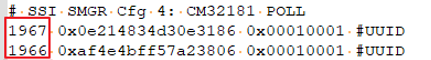 # SSI SMGR Cfg 4: CM32181 POLL
1967 0x0e214834d30e3186 0x00010001 #UUID
1966 0xaf4e4bff57a23806 0x00010001 #UUID